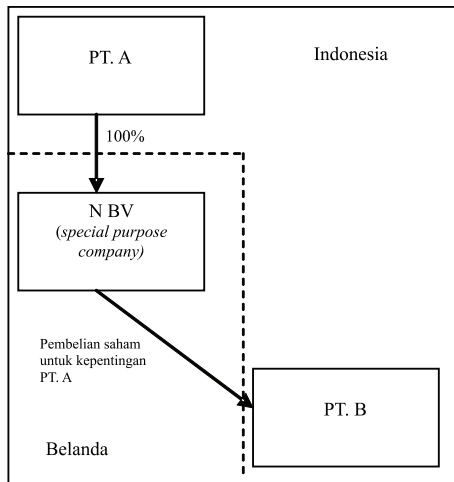 PT. A
Indonesia
100%
N BV
(special purpose
company)
Pembelian saham
untuk kepentingan
PT. A
PT. B
Belanda